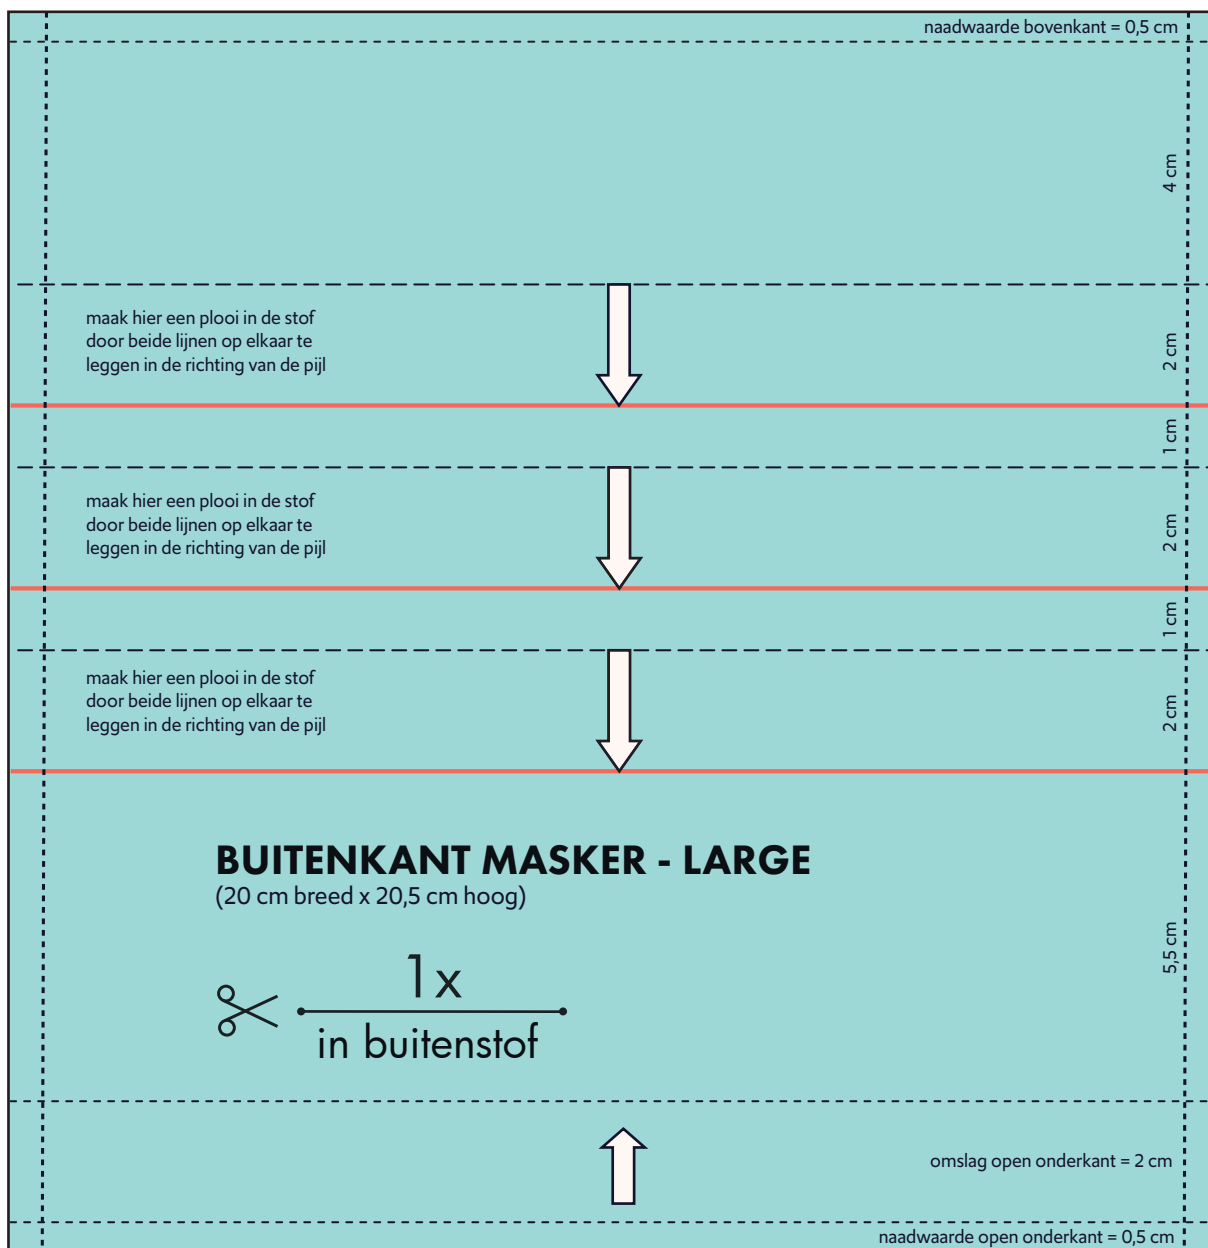 naadwaarde bovenkant = 0,5 cm
4 cm
maak hier een plooi in de stof
door beide lijnen op elkaar te
leggen in de richting van de pijl
2 cm
1 cm
maak hier een plooi in de stof
door beide lijnen op elkaar te
leggen in de richting van de pijl
2 cm
1 cm
maak hier een plooi in de stof
door beide lijnen op elkaar te
leggen in de richting van de pijl
2 cm
BUITENKANT MASKER - LARGE
(20 cm breed x 20,5 cm hoog)
5,5 cm
1x
in buitenstof
omslag open onderkant = 2 cm
naadwaarde open onderkant = 0,5 cm